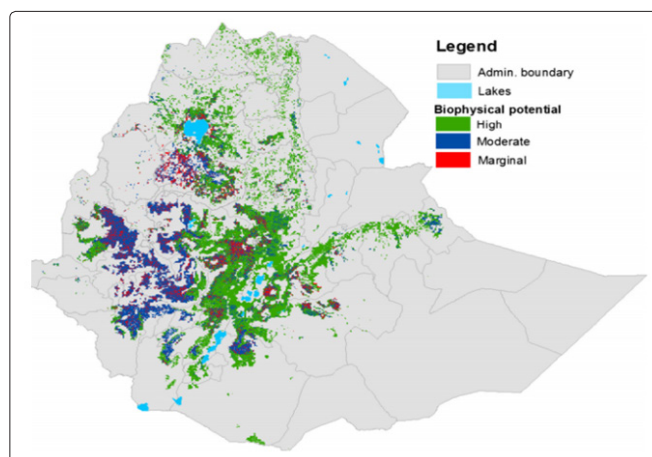 Legend
Admin. boundary
Lakes
Biophysical potential
High
Moderate
Marginal